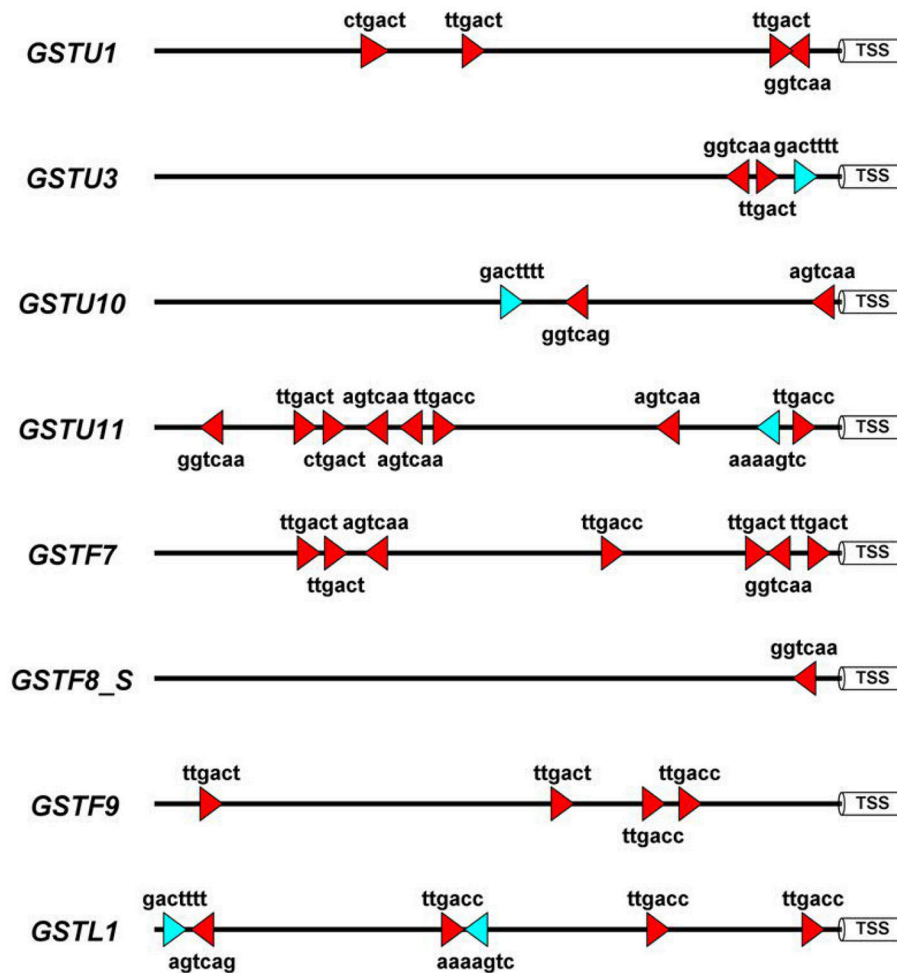 ctgact ttgact ttgact
GSTU1 TSS
ggtcaa
ggtcaa gactttt
GSTU3 TSS
ttgact
gactttt agtcaa
GSTU10 TSS
ggtcag
ttgact agtcaa ttgacc agtcaa ttgacc
GSTU11 TSS
ggtcaa ctgact agtcaa aaaagtc
ttgact agtcaa ttgacc ttgact ttgact
GSTF7 TSS
ttgact ggtcaa
ggtcaa
GSTF8_S TSS
ttgact ttgact ttgacc
GSTF9 TSS
ttgacc
gactttt ttgacc ttgacc ttgacc
GSTL1 TSS
agtcag aaaagtc